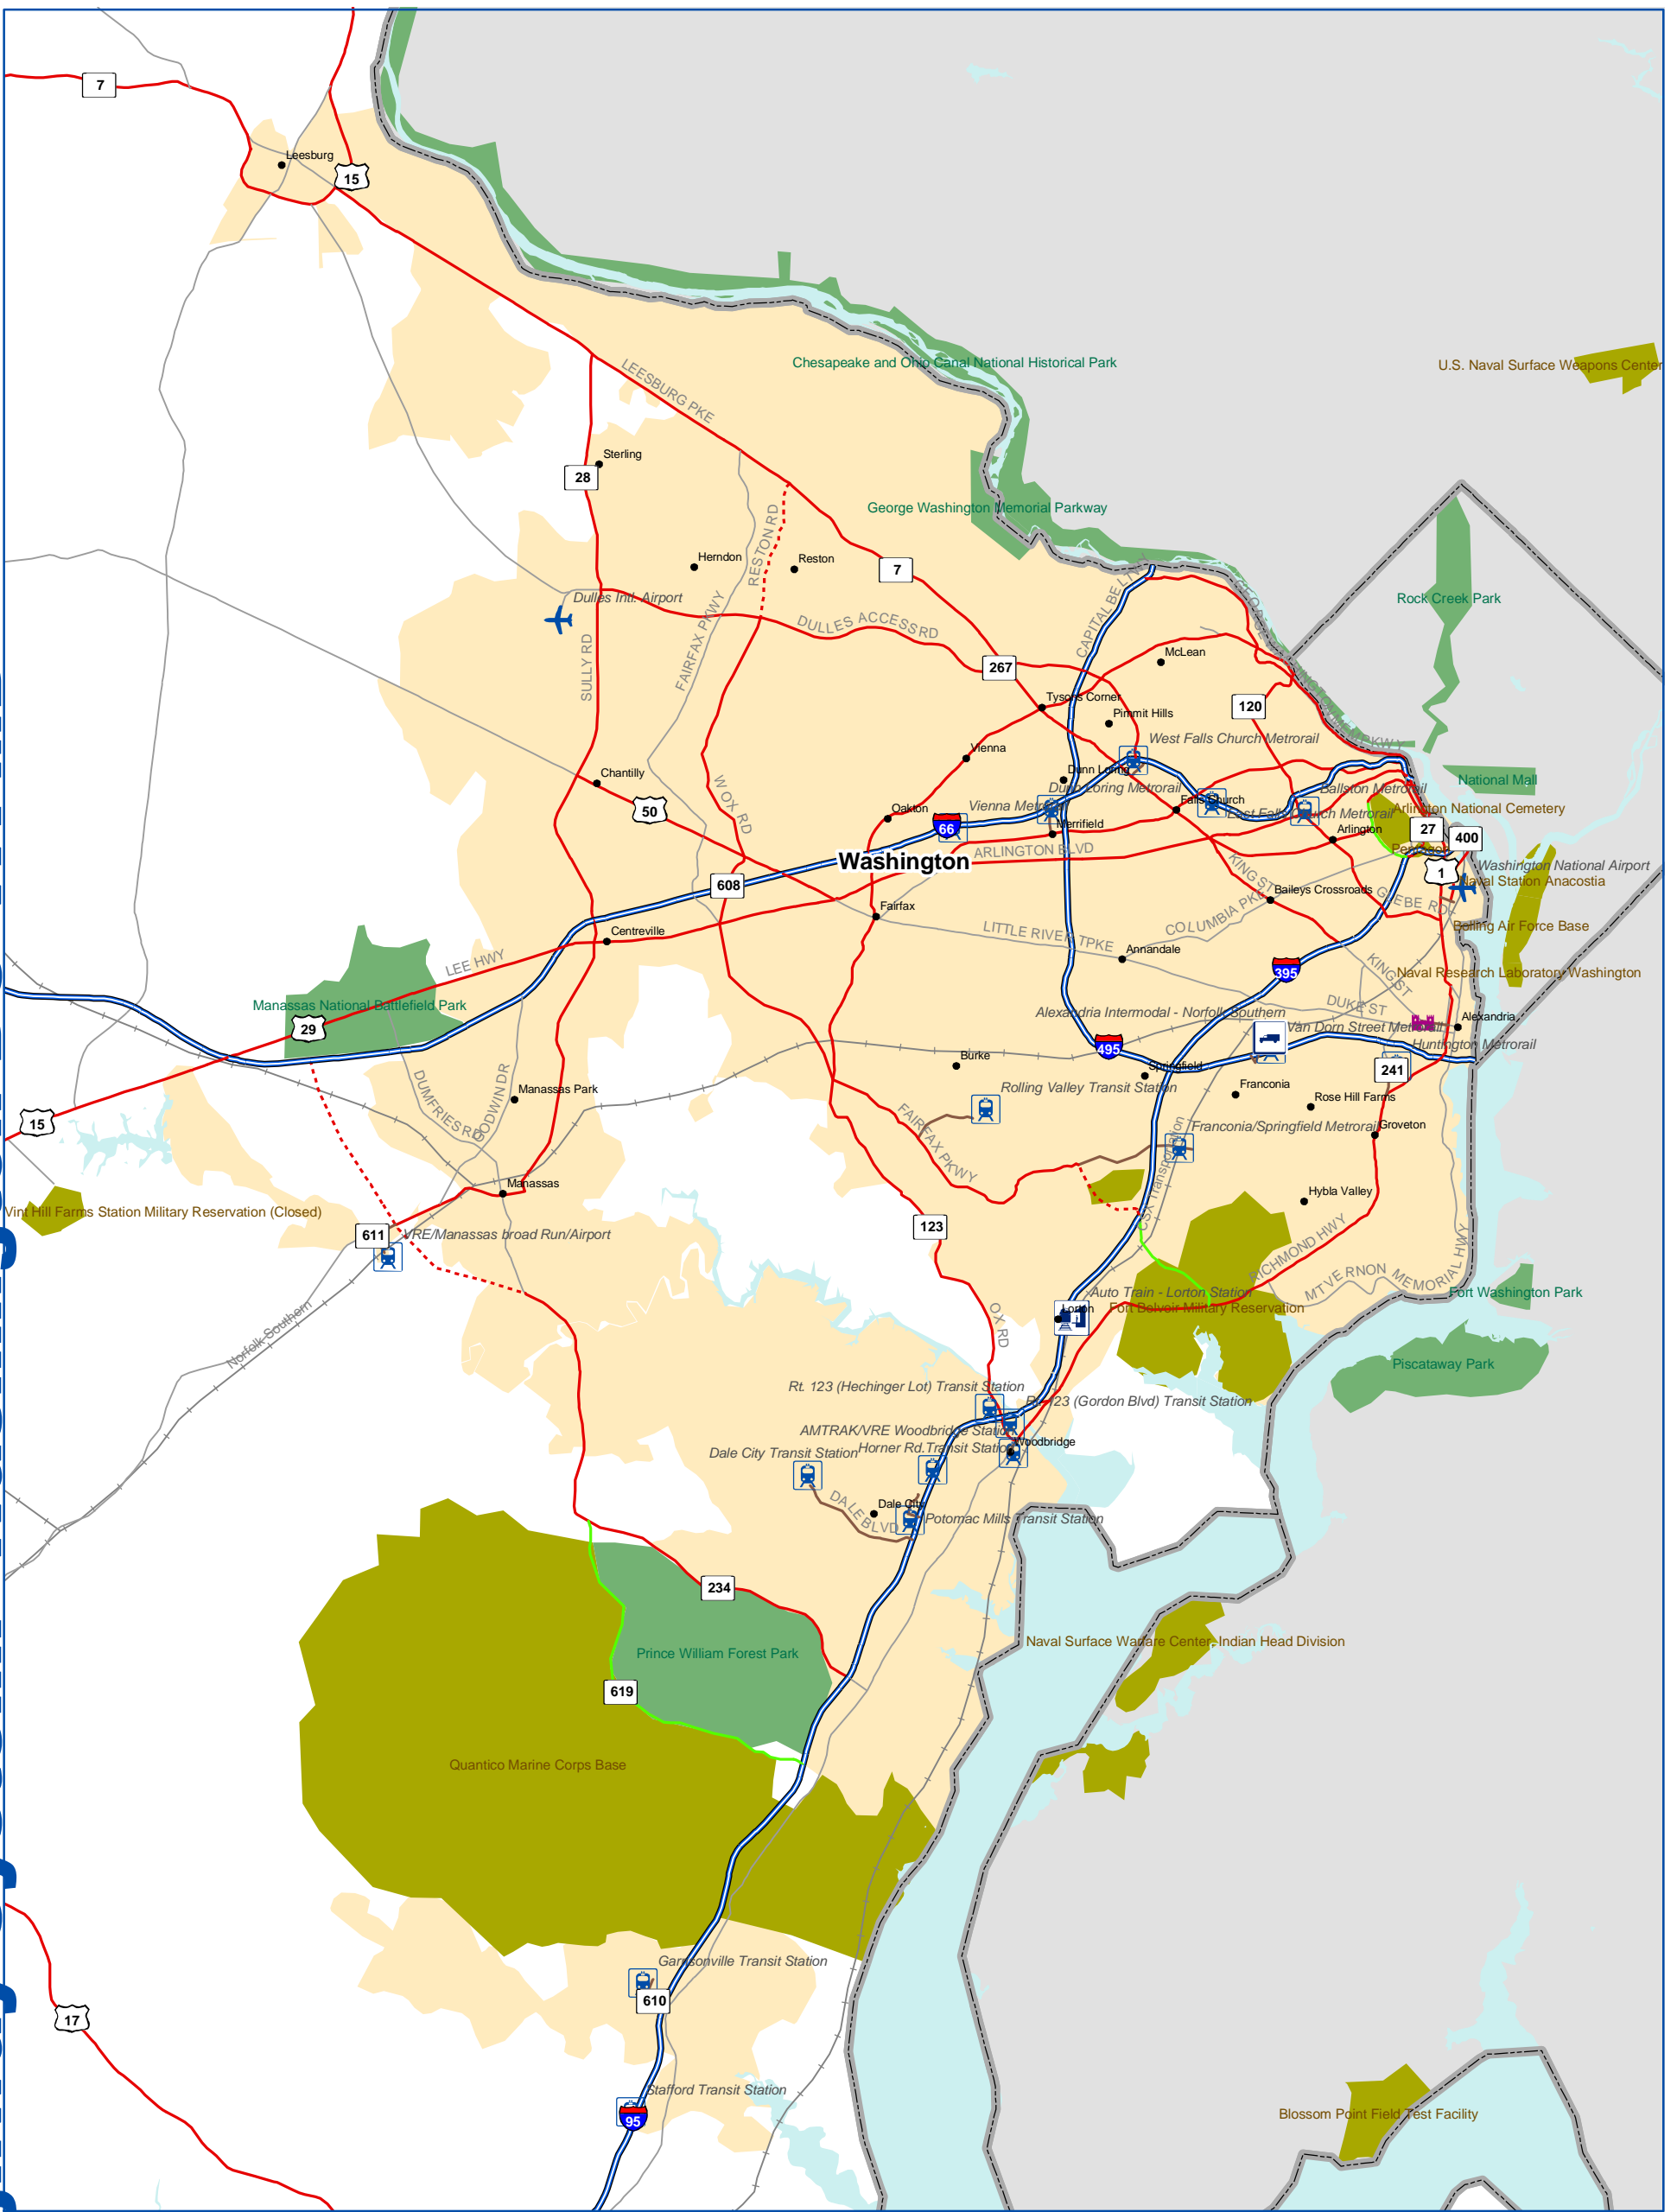 7
Leesburg
15
Chesapeake and Ohio Canal National Historical Park
U.S. Naval Surface Weapons Center
LEESBURG PKE
Sterling
28
George Washington Memorial Parkway
RESTON RD
Herndon
Reston
7
CAPITAL BELTWY
Dulles Intl. Airport
Rock Creek Park
FAIRFAX PKWY
DULLES ACCESS RD
SULLY RD
McLean
267
Tysons Corner
120
Pimmit Hills
West Falls Church Metrorail
MEM PKWY
Vienna
Dunn Loring
Chantilly
National Mall
Dunn Loring Metrorail
Ballston Metrorail
50
W OX RD
Oakton
Vienna Metrorail
Falls Church
East Falls Church Metrorail
Arlington National Cemetery
66
Merrifield
Arlington
27
400
ARLINGTON BLVD
Pentagon
Washington
Washington National Airport
608
KING ST
1
Naval Station Anacostia
Baileys Crossroads
GLEBE RD
COLUMBIA PKE
Fairfax
Bolling Air Force Base
LITTLE RIVER TPKE
Centreville
Annandale
LEE HWY
395
KING ST
Naval Research Laboratory Washington
Manassas National Battlefield Park
DUKE ST
Alexandria Intermodal - Norfolk Southern
Alexandria
29
Van Dorn Street Metrorail
495
Huntington Metrorail
Burke
Springfield
241
Franconia
Rolling Valley Transit Station
Manassas Park
Rose Hill Farms
DUMFRIES RD
GODWIN DR
15
FAIRFAX PKWY
Franconia/Springfield Metrorail
Groveton
CSX Transportation
Manassas
Hybla Valley
Vint Hill Farms Station Military Reservation (Closed)
123
611
VRE/Manassas broad Run/Airport
RICHMOND HWY
MT VERNON
MEMORIAL HWY
Auto Train - Lorton Station
Fort Washington Park
Lorton
Fort Belvoir Military Reservation
OX RD
Norfolk Southern
Piscataway Park
Rt. 123 (Hechinger Lot) Transit Station
Rt. 123 (Gordon Blvd) Transit Station
AMTRAK/VRE Woodbridge Station
Woodbridge
Dale City Transit Station
Horner Rd.Transit Station
Dale City
DALE BLVD
Potomac Mills Transit Station
234
Naval Surface Warfare Center, Indian Head Division
Prince William Forest Park
619
Quantico Marine Corps Base
Garrisonville Transit Station
610
17
Stafford Transit Station
95
Blossom Point Field Test Facility